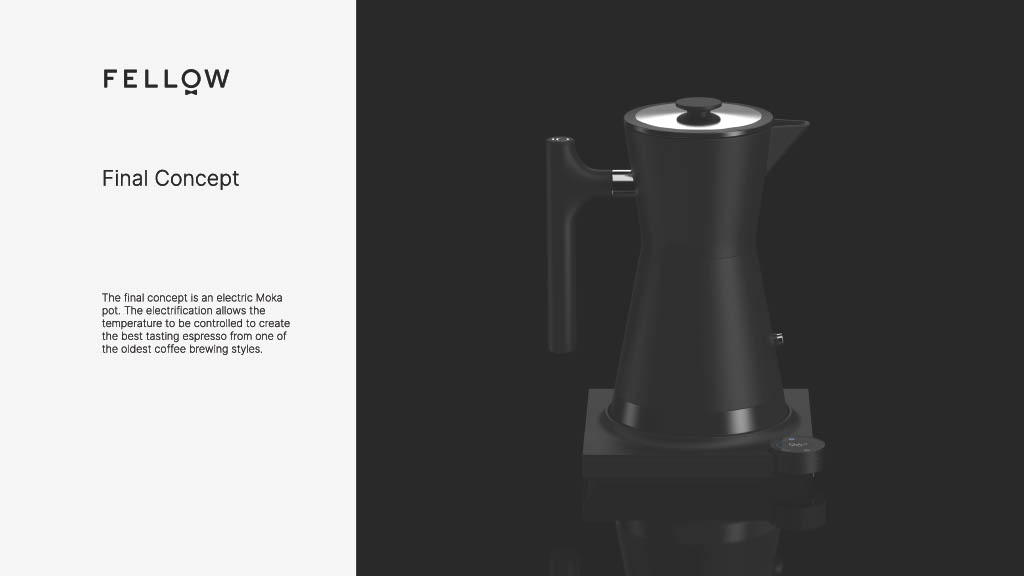 FELLOW
Final Concept
The final concept is an electric Moka
pot. The electrification allows the
temperature to be controlled to create
the best tasting espresso from one of
the oldest coffee brewing styles.